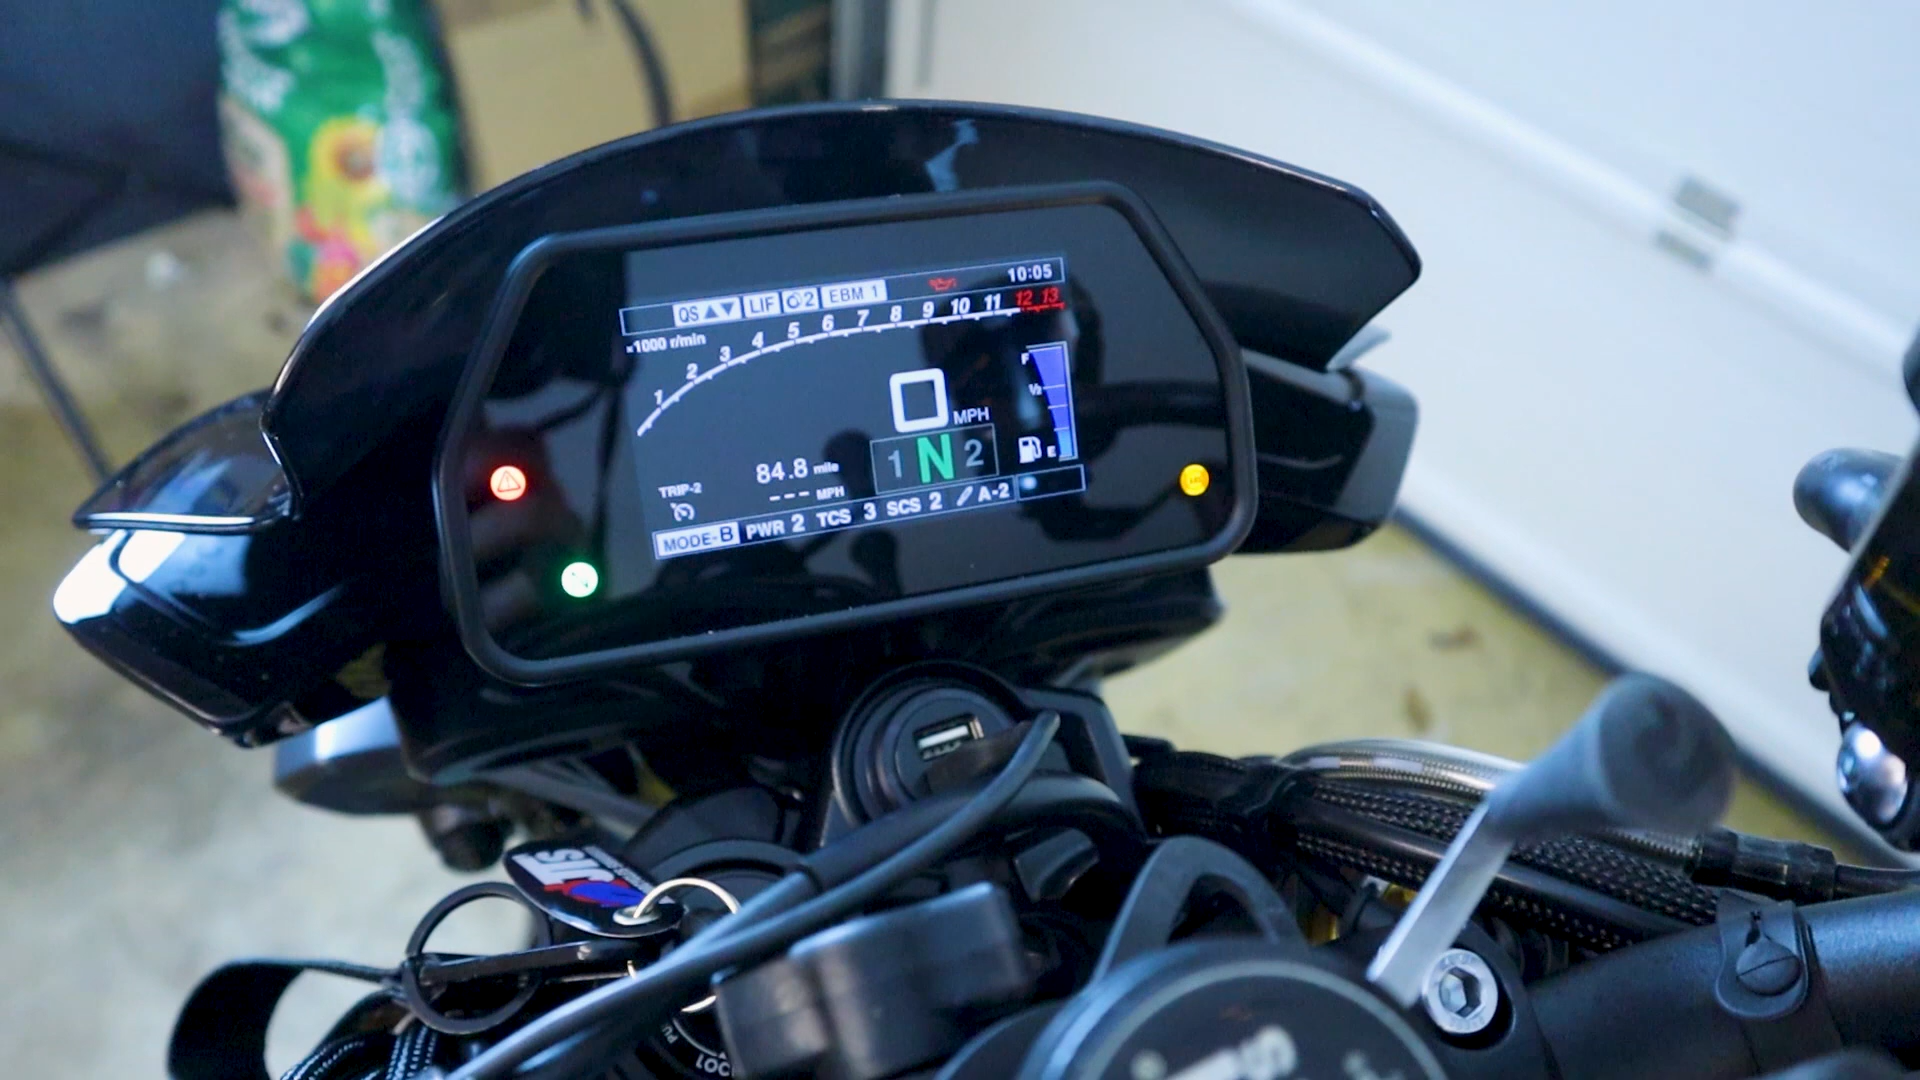 10:05
QS LIF 2 EBM 1
1 2 3 4 5 6 7 8 9 10 11 12 13
×1000 r/min
F
1/2
E
0 MPH
1 N 2
84.8 mile
TRIP-2
--- MPH
MODE-B PWR 2 TCS 3 SCS 2 A-2
LOC